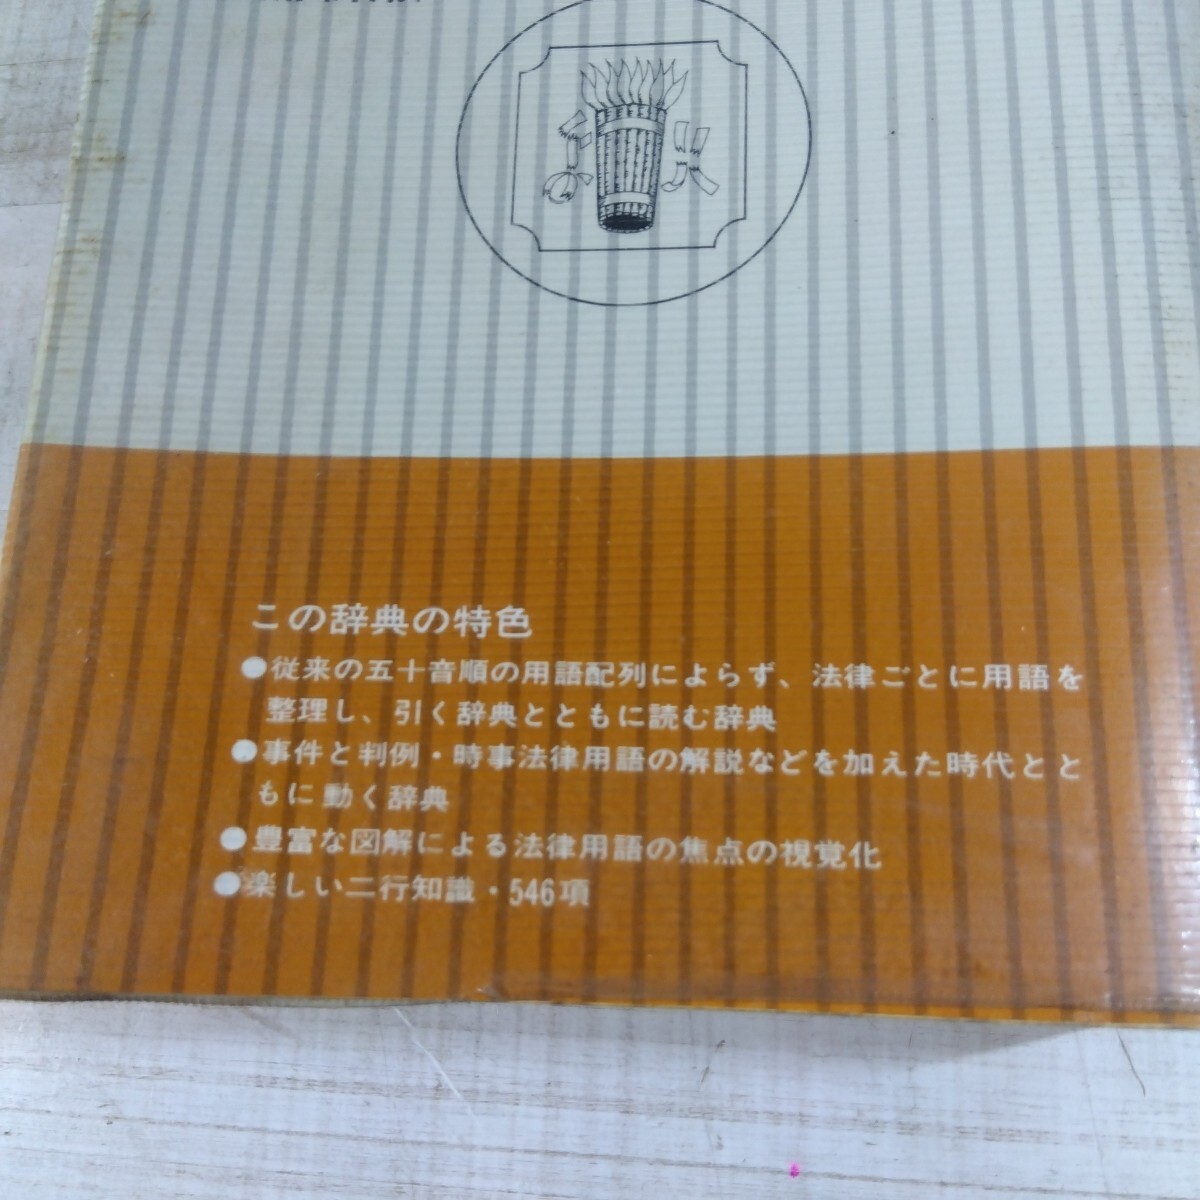 この辞典の特色
●従来の五十音順の用語配列によらず、法律ごとに用語を
整理し、引く辞典とともに読む辞典
●事件と判例・時事法律用語の解説などを加えた時代とと
もに動く辞典
●豊富な図解による法律用語の焦点の視覚化
●楽しい二行知識・546項